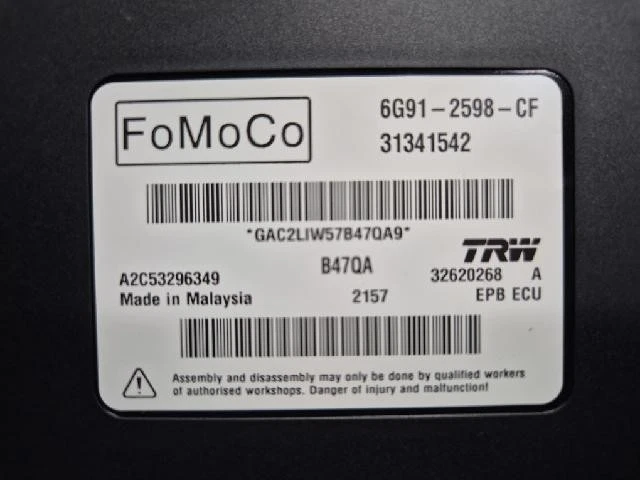 FoMoCo
6G91-2598-CF
31341542
*GAC2LIW57B47QA9*
TRW
B47QA
32620268 A
A2C53296349
Made in Malaysia
2157
EPB ECU
Assembly and disassembly may only be done by qualified workers
of authorised workshops. Danger of injury and malfunction!